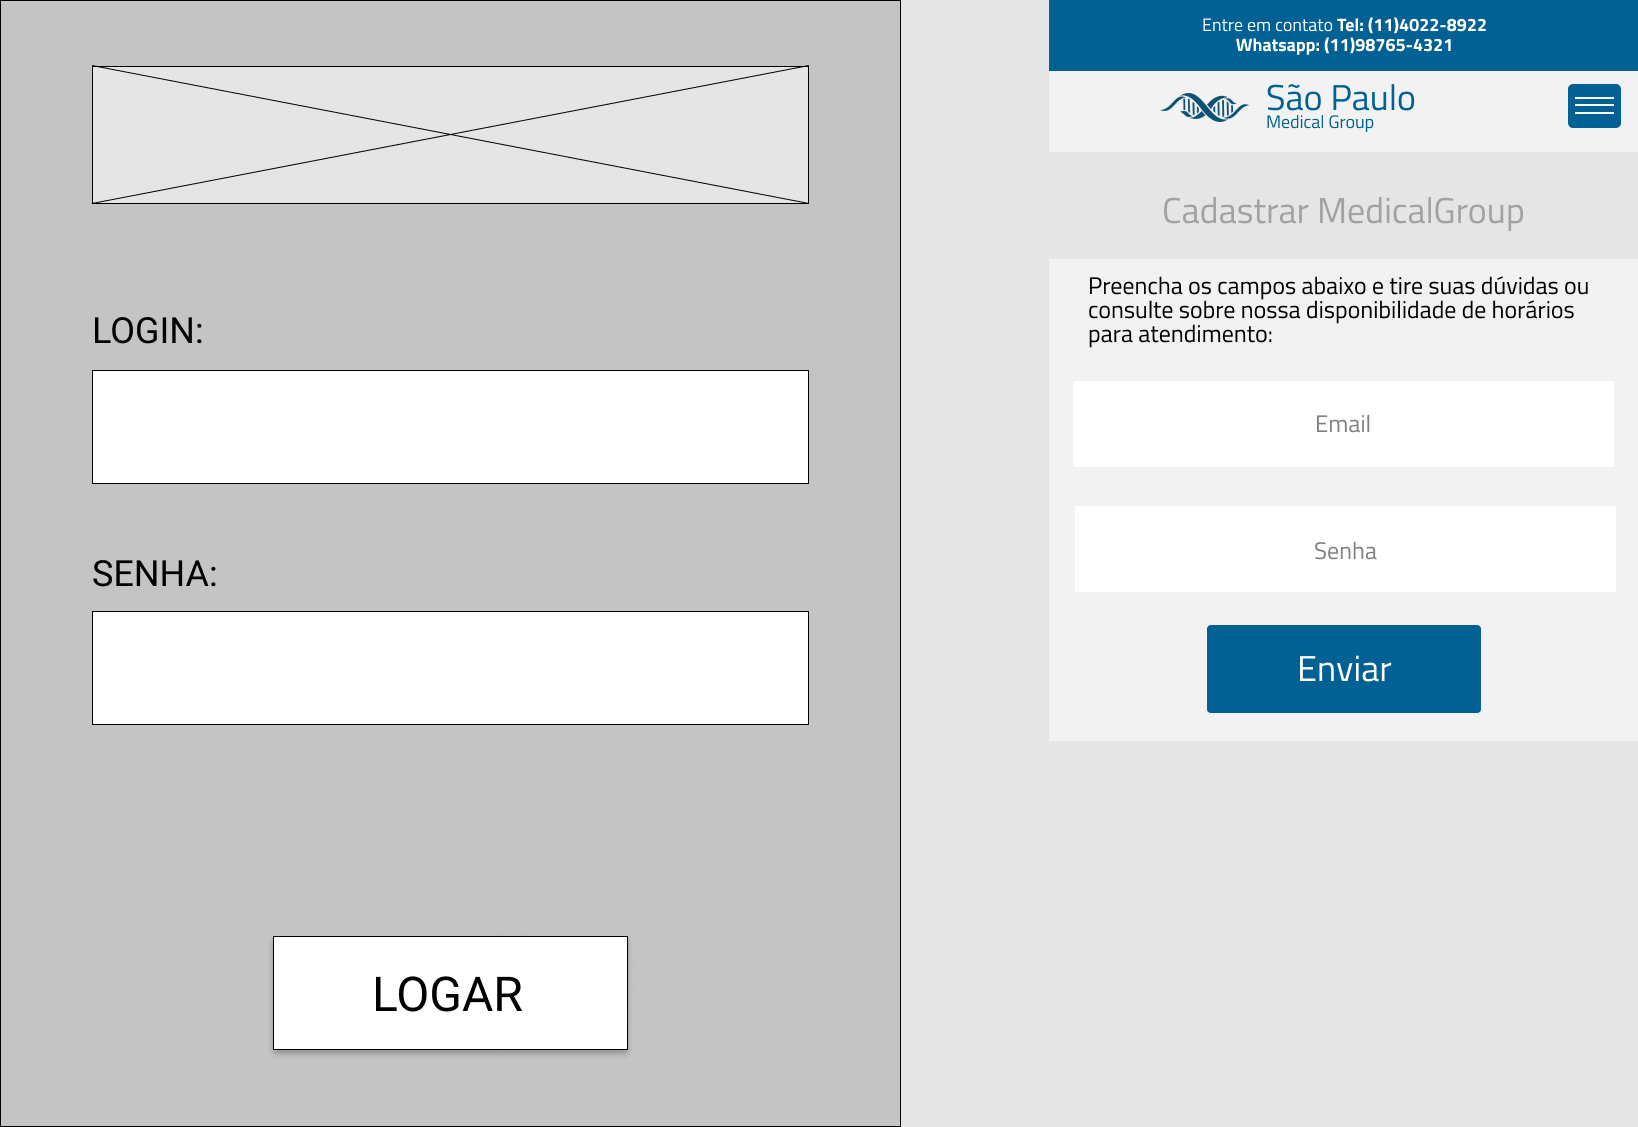 LOGIN:
SENHA:
LOGAR
Entre em contato Tel: (11)4022-8922
Whatsapp: (11)98765-4321
São Paulo
Medical Group
Cadastrar MedicalGroup
Preencha os campos abaixo e tire suas dúvidas ou
consulte sobre nossa disponibilidade de horários
para atendimento:
Email
Senha
Enviar